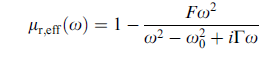 μr,eff(ω) = 1 − Fω² / (ω² − ω₀² + iΓω)